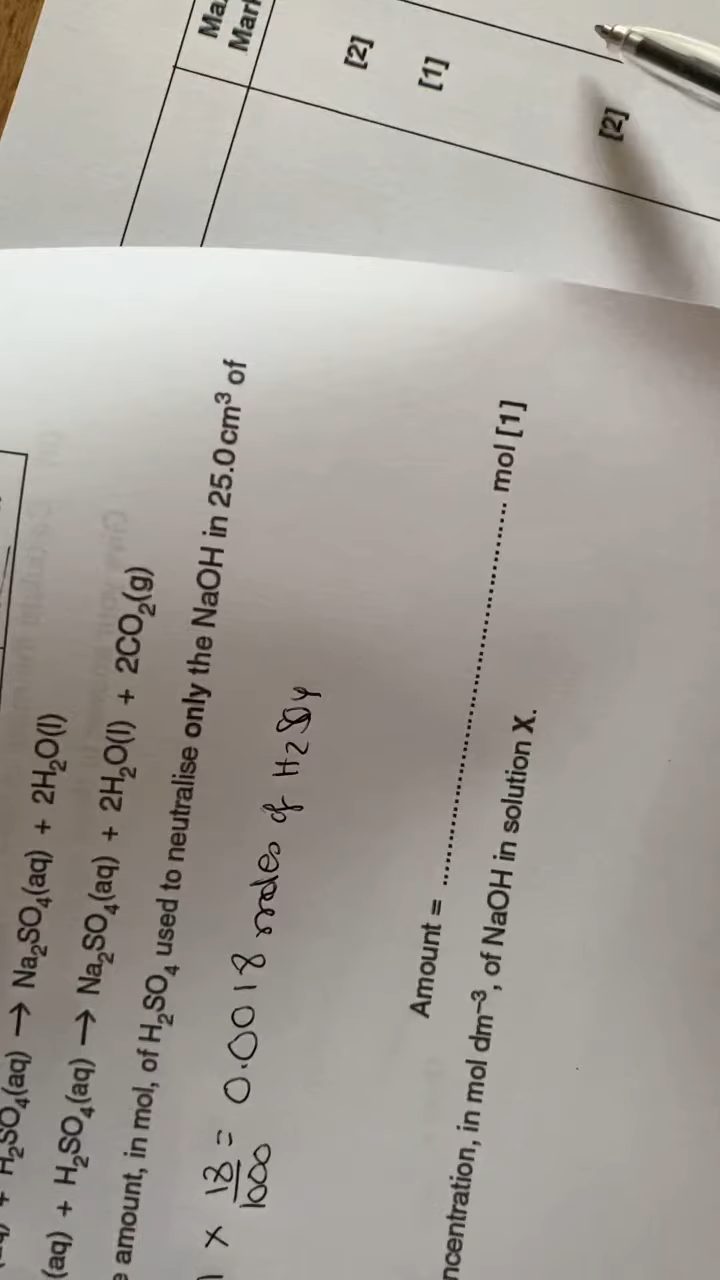 [2]
[1]
[2]
+ H₂SO₄(aq) → Na₂SO₄(aq) + 2H₂O(l)
(aq) + H₂SO₄(aq) → Na₂SO₄(aq) + 2H₂O(l) + 2CO₂(g)
amount, in mol, of H₂SO₄ used to neutralise only the NaOH in 25.0 cm³ of
× 18/1000 = 0.0018 moles of H₂SO₄
Amount = .......... mol [1]
ncentration, in mol dm⁻³, of NaOH in solution X.